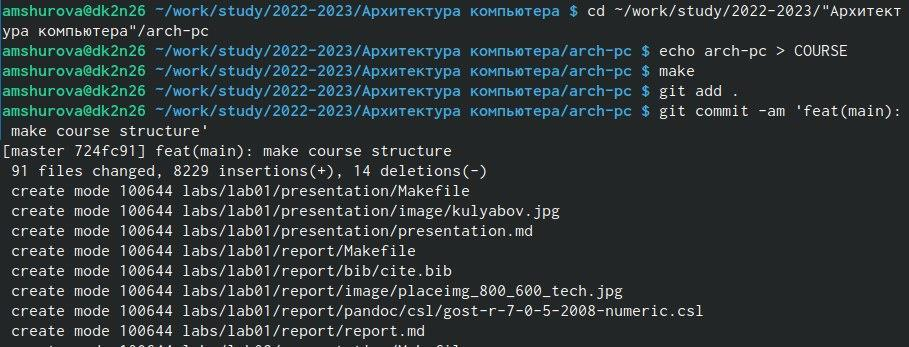 amshurova@dk2n26 ~/work/study/2022-2023/Архитектура компьютера $ cd ~/work/study/2022-2023/"Архитект
ура компьютера"/arch-pc
amshurova@dk2n26 ~/work/study/2022-2023/Архитектура компьютера/arch-pc $ echo arch-pc > COURSE
amshurova@dk2n26 ~/work/study/2022-2023/Архитектура компьютера/arch-pc $ make
amshurova@dk2n26 ~/work/study/2022-2023/Архитектура компьютера/arch-pc $ git add .
amshurova@dk2n26 ~/work/study/2022-2023/Архитектура компьютера/arch-pc $ git commit -am 'feat(main):
 make course structure'
[master 724fc91] feat(main): make course structure
 91 files changed, 8229 insertions(+), 14 deletions(-)
 create mode 100644 labs/lab01/presentation/Makefile
 create mode 100644 labs/lab01/presentation/image/kulyabov.jpg
 create mode 100644 labs/lab01/presentation/presentation.md
 create mode 100644 labs/lab01/report/Makefile
 create mode 100644 labs/lab01/report/bib/cite.bib
 create mode 100644 labs/lab01/report/image/placeimg_800_600_tech.jpg
 create mode 100644 labs/lab01/report/pandoc/csl/gost-r-7-0-5-2008-numeric.csl
 create mode 100644 labs/lab01/report/report.md